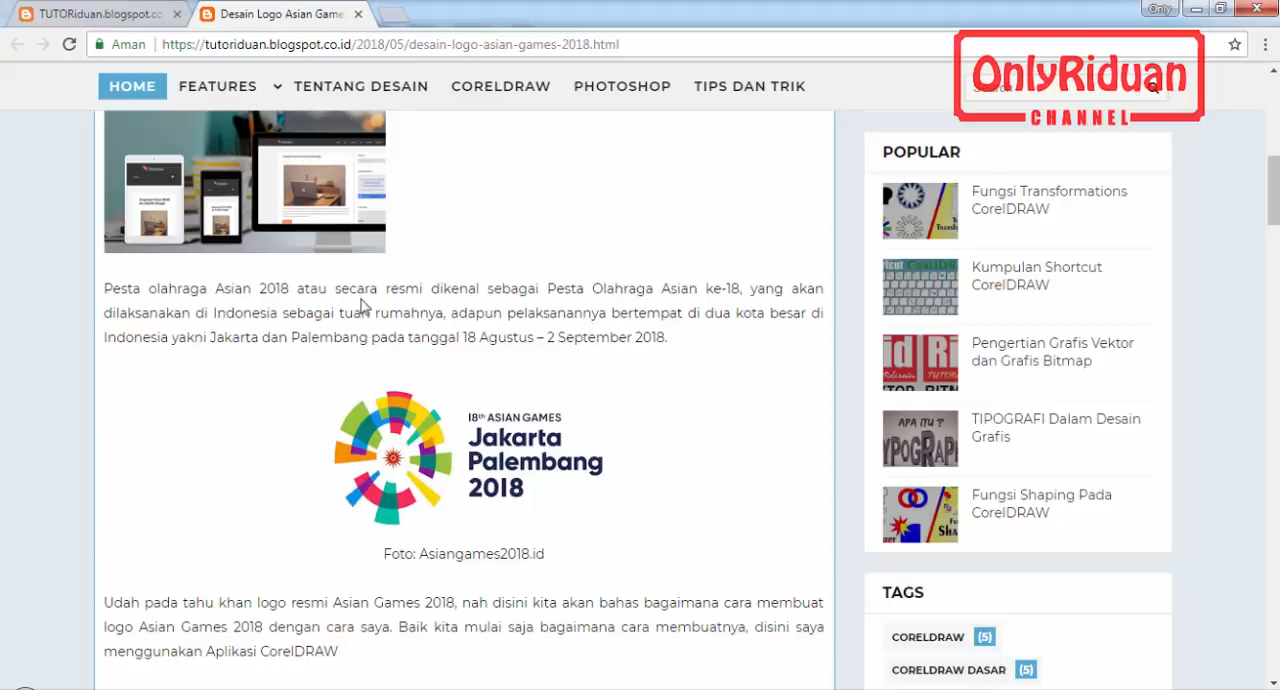 TUTORiduan.blogspot.co
Desain Logo Asian Game
Only
Aman
https://tutoriduan.blogspot.co.id/2018/05/desain-logo-asian-games-2018.html
OnlyRiduan
CHANNEL
HOME
FEATURES
TENTANG DESAIN
CORELDRAW
PHOTOSHOP
TIPS DAN TRIK
Pesta olahraga Asian 2018 atau secara resmi dikenal sebagai Pesta Olahraga Asian ke-18, yang akan
dilaksanakan di Indonesia sebagai tuan rumahnya, adapun pelaksanannya bertempat di dua kota besar di
Indonesia yakni Jakarta dan Palembang pada tanggal 18 Agustus – 2 September 2018.
18th ASIAN GAMES
Jakarta
Palembang
2018
Foto: Asiangames2018.id
Udah pada tahu khan logo resmi Asian Games 2018, nah disini kita akan bahas bagaimana cara membuat
logo Asian Games 2018 dengan cara saya. Baik kita mulai saja bagaimana cara membuatnya, disini saya
menggunakan Aplikasi CorelDRAW
POPULAR
Fungsi Transformations
CorelDRAW
Kumpulan Shortcut
CorelDRAW
Pengertian Grafis Vektor
dan Grafis Bitmap
APA ITU ?
TIPOGRAFI Dalam Desain
Grafis
Fungsi Shaping Pada
CorelDRAW
TAGS
CORELDRAW (5)
CORELDRAW DASAR (5)